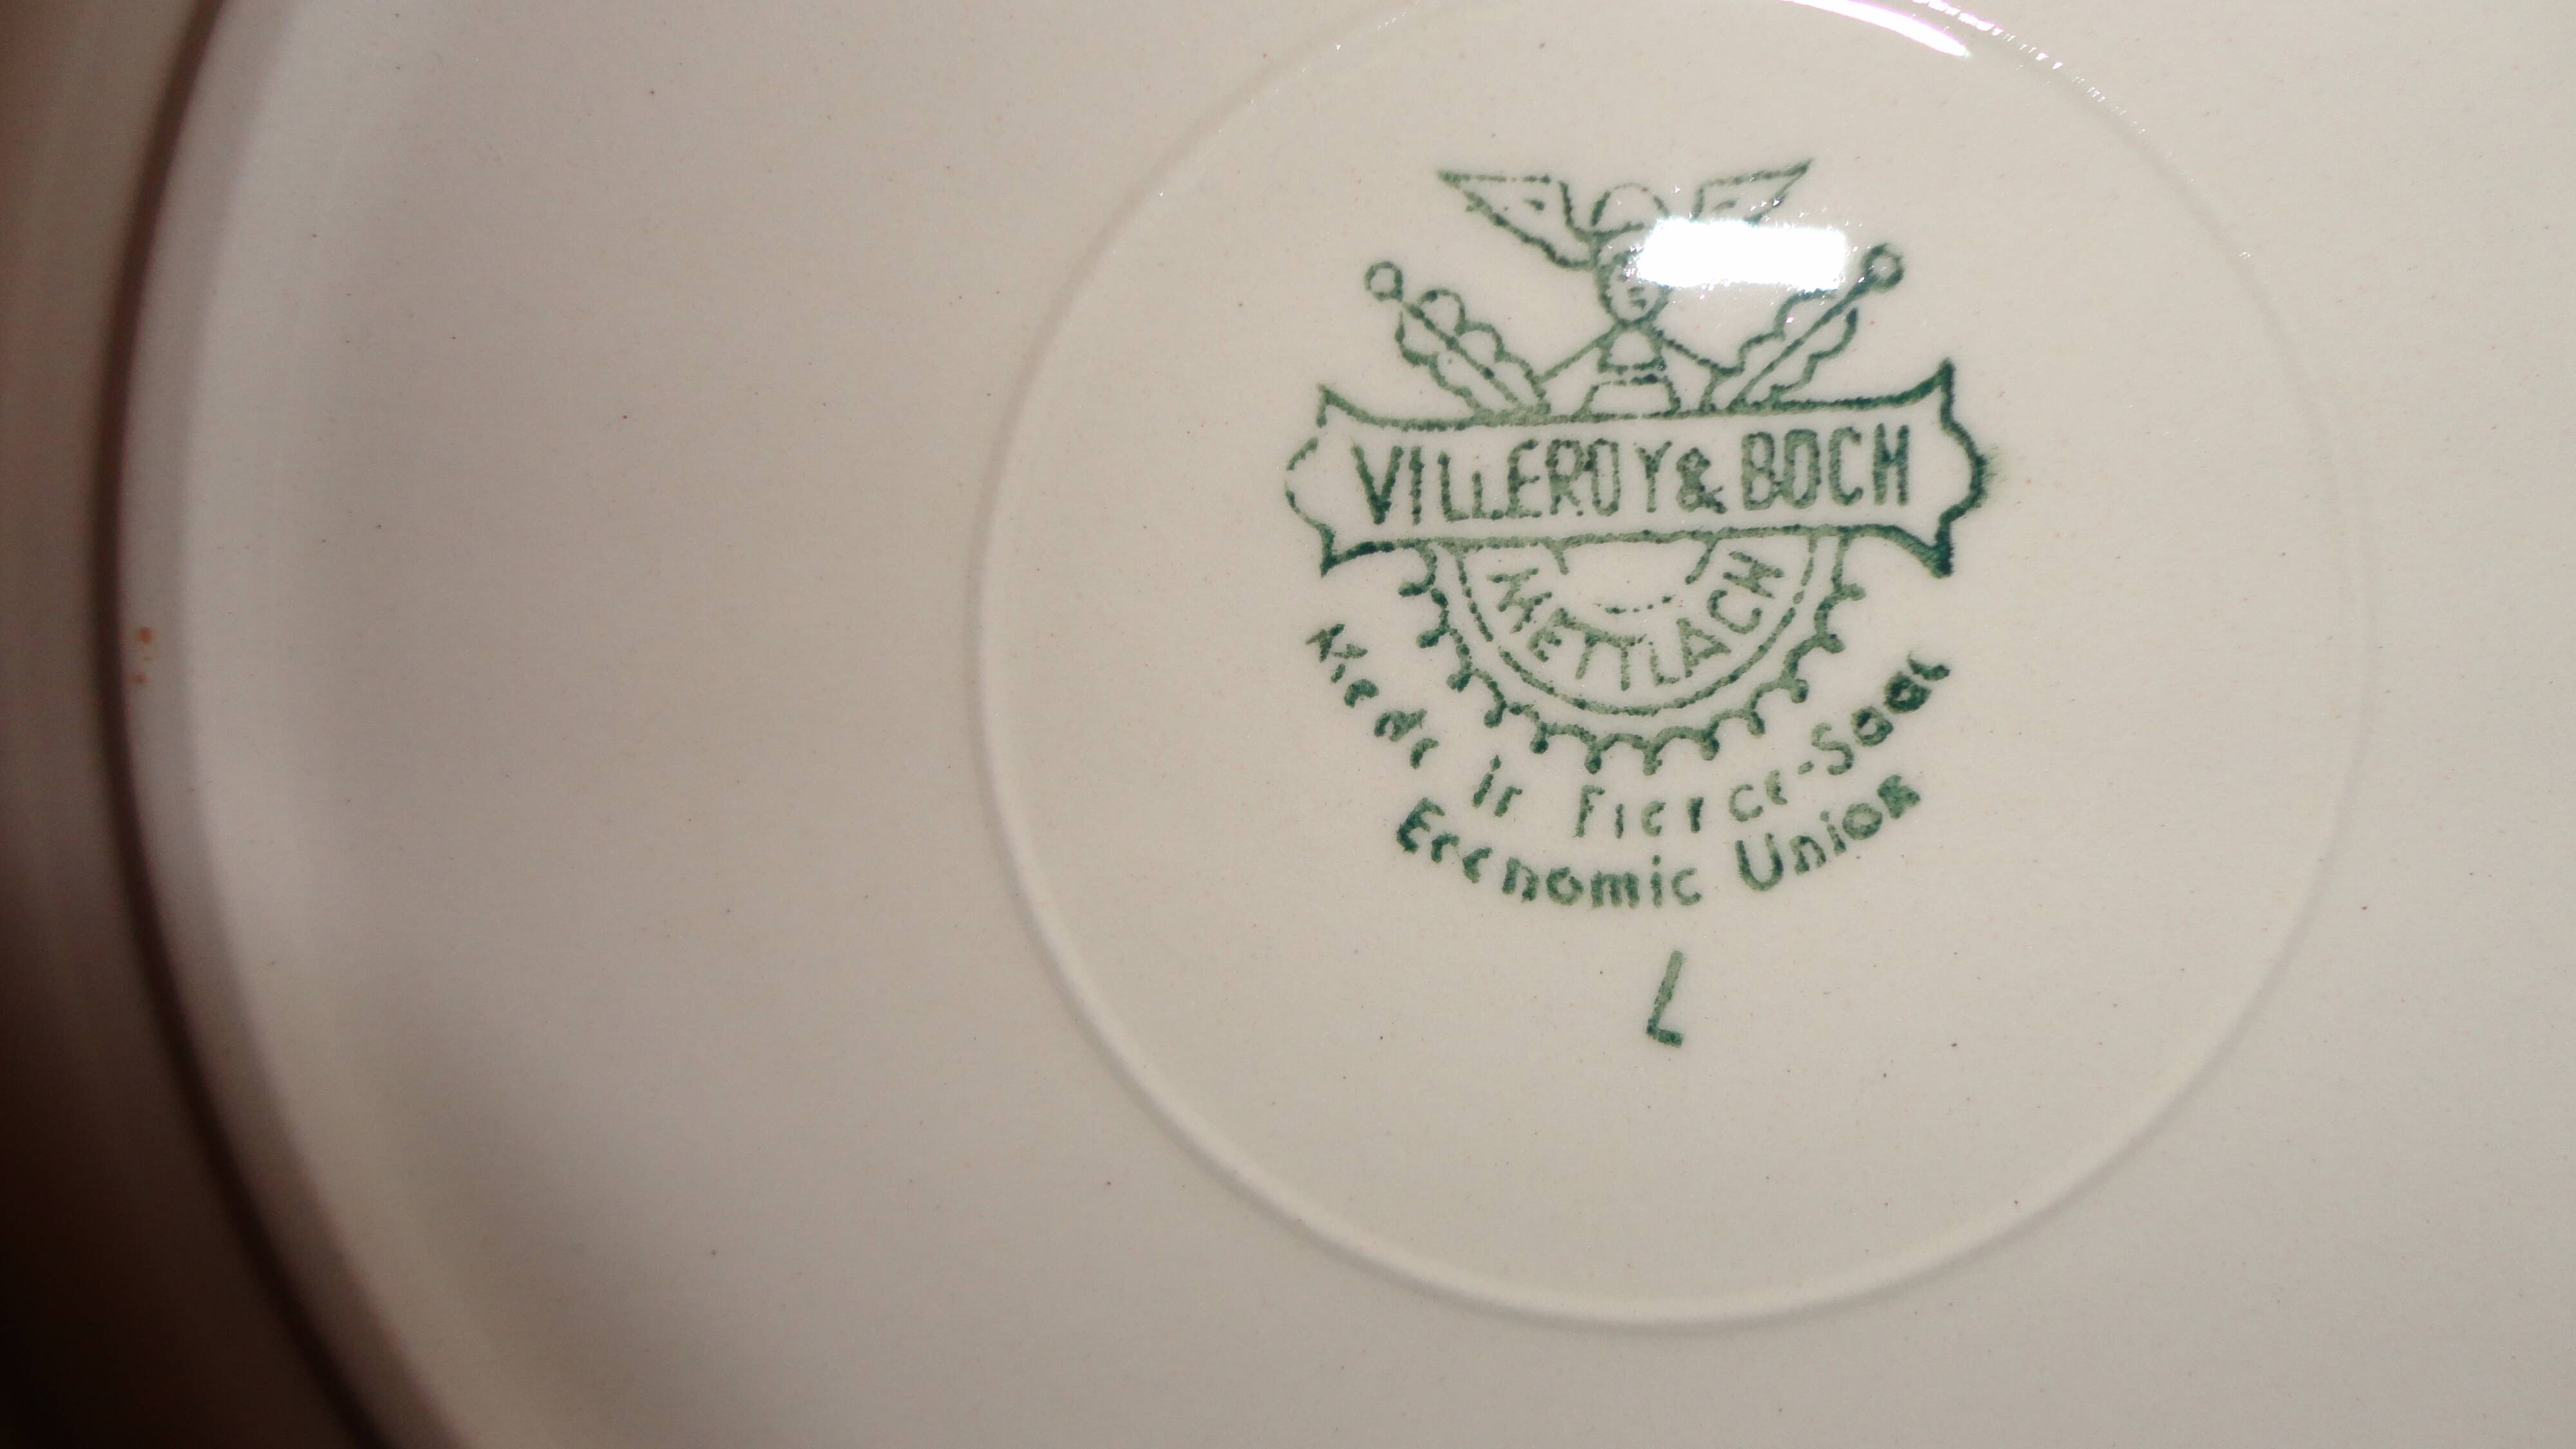 VILLEROY & BOCH
METTLACH
Made in France-Saar
Economic Union
L